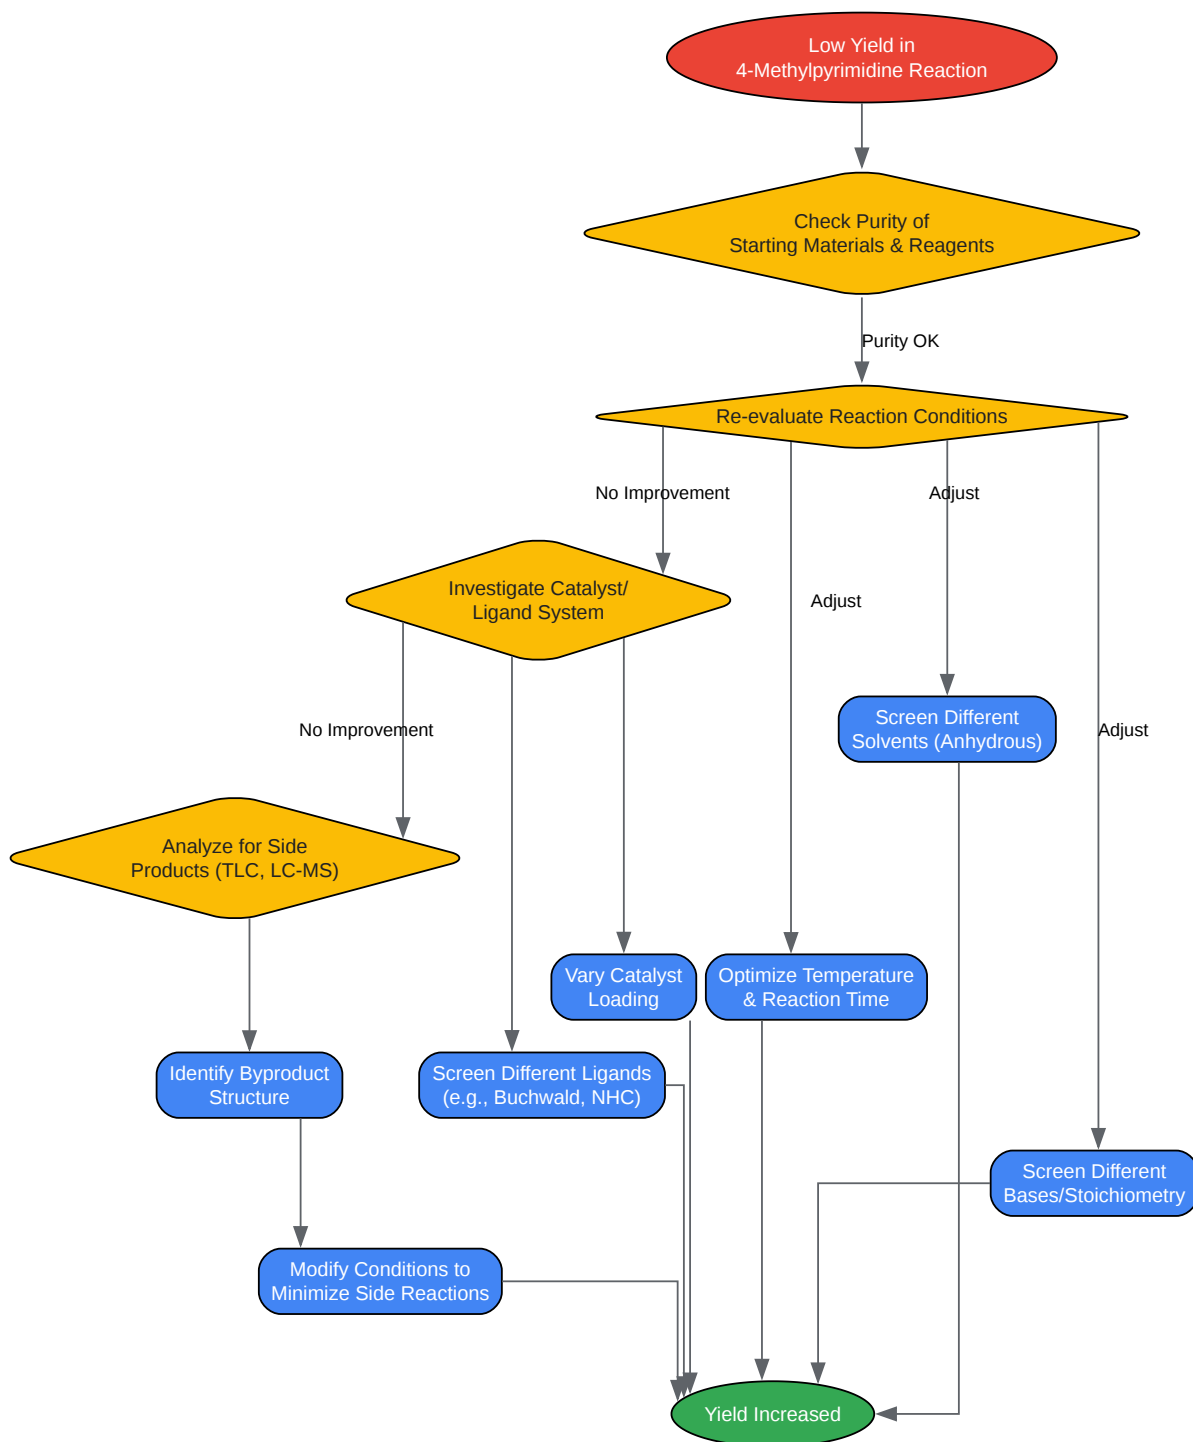 Low Yield in
4-Methylpyrimidine Reaction
Check Purity of
Starting Materials & Reagents
Purity OK
Re-evaluate Reaction Conditions
No Improvement
Adjust
Investigate Catalyst/
Ligand System
Adjust
Screen Different
Solvents (Anhydrous)
No Improvement
Adjust
Analyze for Side
Products (TLC, LC-MS)
Vary Catalyst
Loading
Optimize Temperature
& Reaction Time
Identify Byproduct
Structure
Screen Different Ligands
(e.g., Buchwald, NHC)
Screen Different
Bases/Stoichiometry
Modify Conditions to
Minimize Side Reactions
Yield Increased